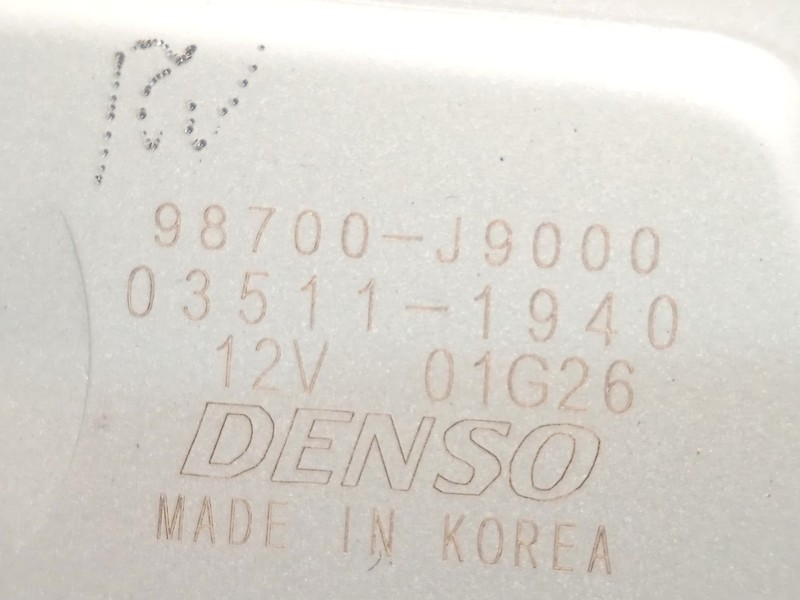 98700-J9000
03511-1940
12V 01G26
DENSO
MADE IN KOREA